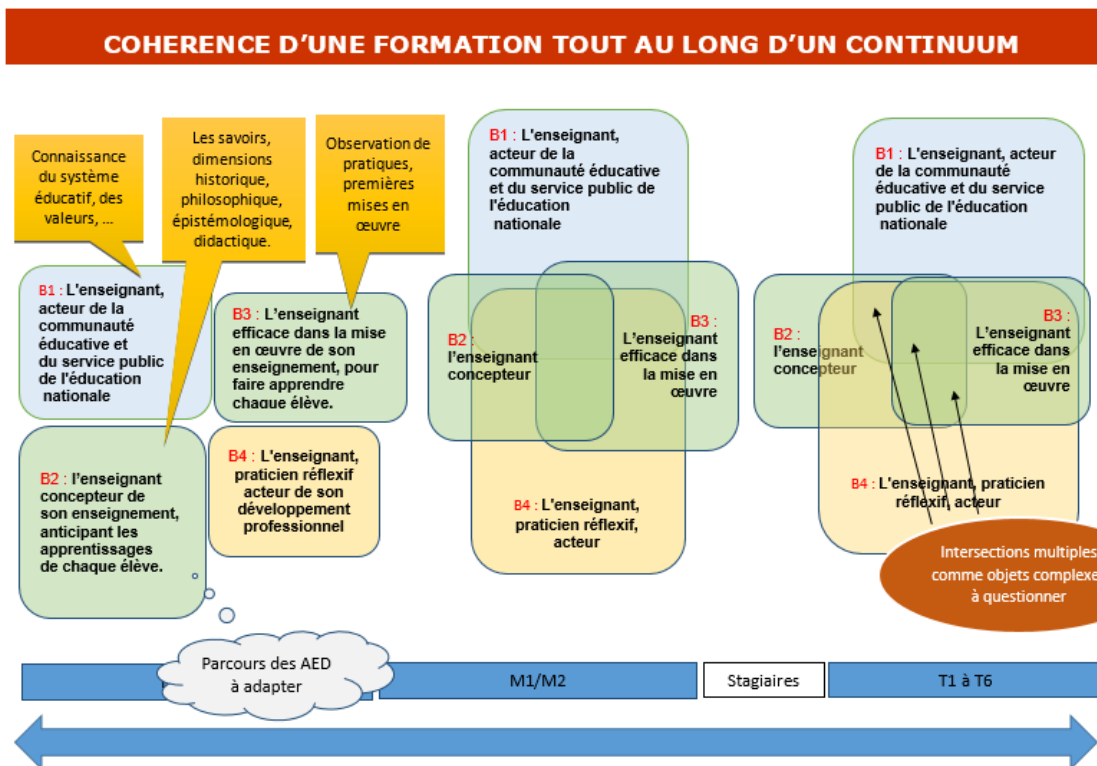 COHERENCE D'UNE FORMATION TOUT AU LONG D'UN CONTINUUM
Connaissance
du système
éducatif, des
valeurs, ...
Les savoirs,
dimensions
historique,
philosophique,
épistémologique,
didactique.
Observation de
pratiques,
premières
mises en
œuvre
B1 : L'enseignant,
acteur de la
communauté
éducative et
du service public
de l'éducation
nationale
B3 : L'enseignant
efficace dans la mise
en œuvre de son
enseignement, pour
faire apprendre
chaque élève.
B2 : l'enseignant
concepteur de
son enseignement,
anticipant les
apprentissages
de chaque élève.
B4 : L'enseignant,
praticien réflexif
acteur de son
développement
professionnel
B1 : L'enseignant,
acteur de la
communauté éducative
et du service public de
l'éducation
nationale
B2 :
l'enseignant
concepteur
B3 :
L'enseignant
efficace dans
la mise en
œuvre
B4 : L'enseignant,
praticien réflexif,
acteur
B1 : L'enseignant, acteur
de la communauté
éducative et du service
public de l'éducation
nationale
B2 :
l'enseignant
concepteur
B3 :
L'enseignant
efficace dans
la mise en
œuvre
B4 : L'enseignant, praticien
réflexif, acteur
Intersections multiples
comme objets complexe
à questionner
Parcours des AED
à adapter
M1/M2
Stagiaires
T1 à T6